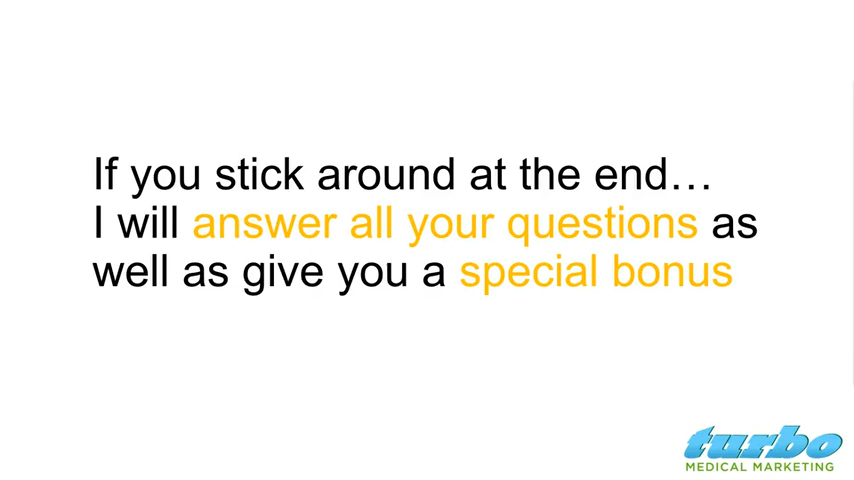 If you stick around at the end…
I will answer all your questions as
well as give you a special bonus
turbo
MEDICAL MARKETING